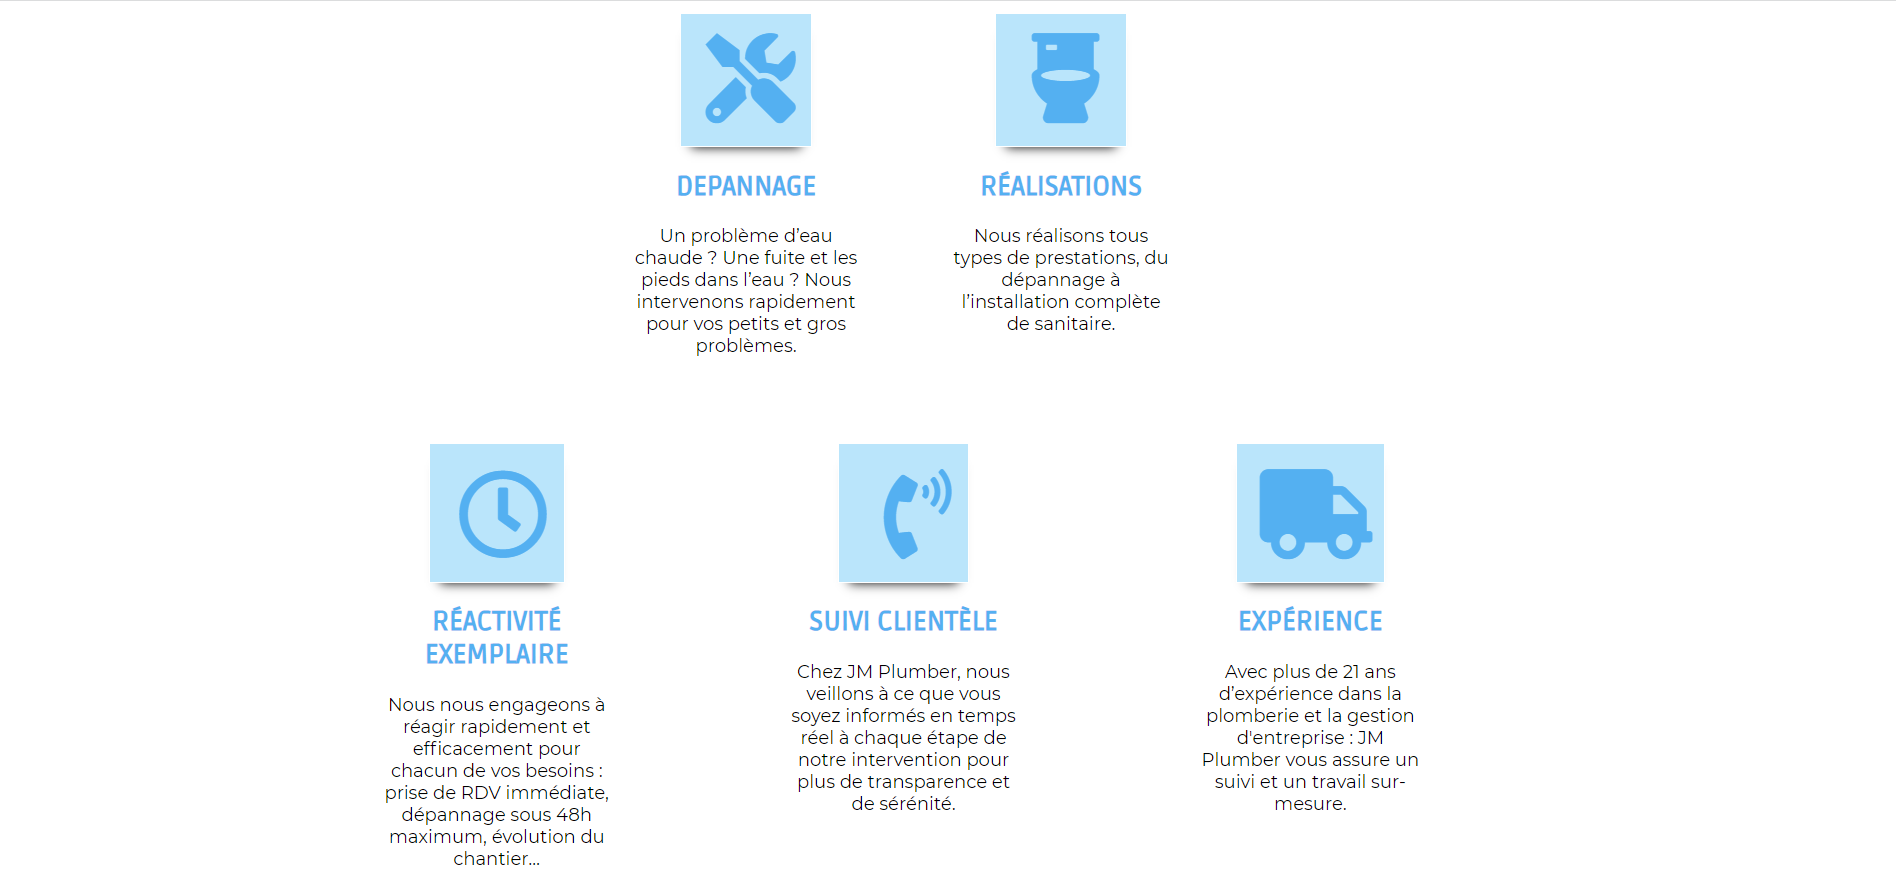 DEPANNAGE
Un problème d’eau
chaude ? Une fuite et les
pieds dans l’eau ? Nous
intervenons rapidement
pour vos petits et gros
problèmes.
RÉALISATIONS
Nous réalisons tous
types de prestations, du
dépannage à
l’installation complète
de sanitaire.
RÉACTIVITÉ
EXEMPLAIRE
Nous nous engageons à
réagir rapidement et
efficacement pour
chacun de vos besoins :
prise de RDV immédiate,
dépannage sous 48h
maximum, évolution du
chantier...
SUIVI CLIENTÈLE
Chez JM Plumber, nous
veillons à ce que vous
soyez informés en temps
réel à chaque étape de
notre intervention pour
plus de transparence et
de sérénité.
EXPÉRIENCE
Avec plus de 21 ans
d’expérience dans la
plomberie et la gestion
d'entreprise : JM
Plumber vous assure un
suivi et un travail sur-
mesure.